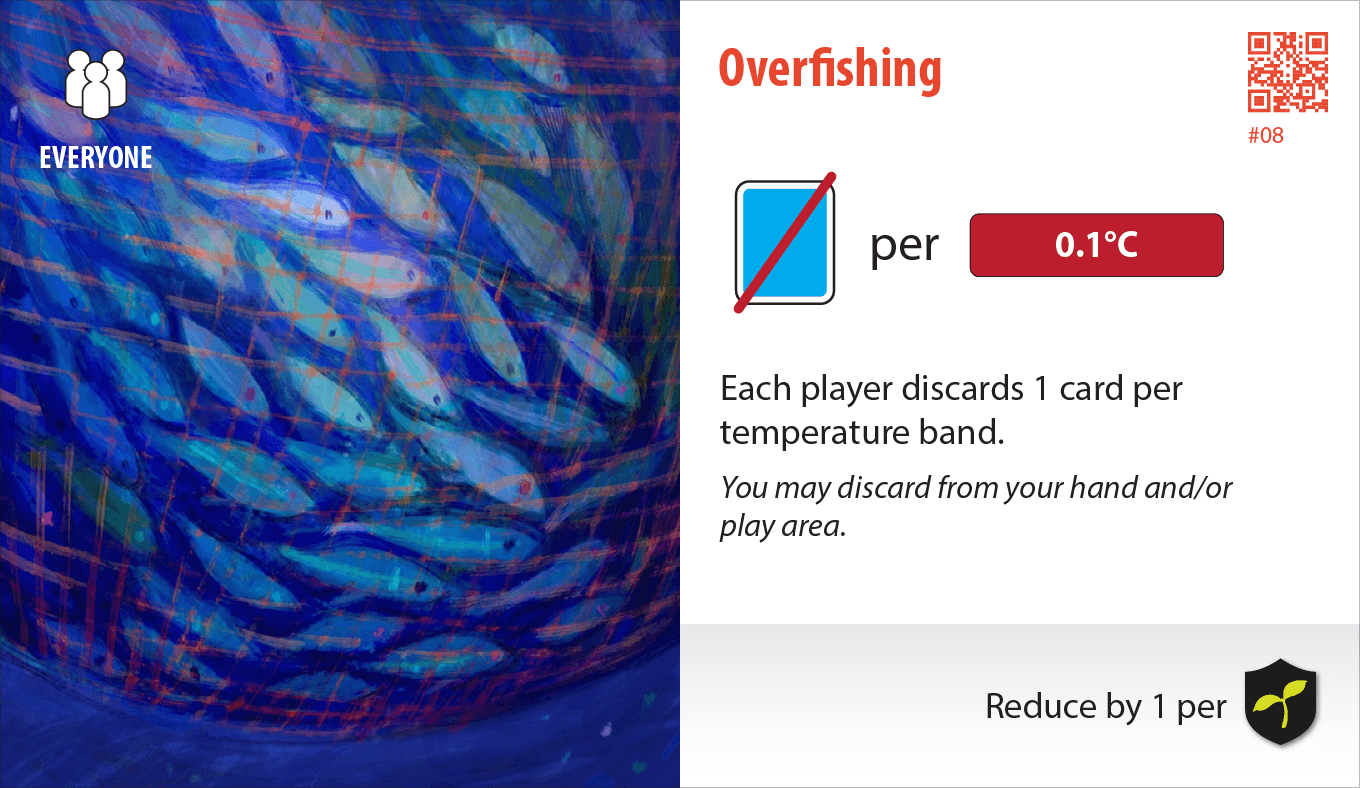 EVERYONE
Overfishing
#08
per
0.1°C
Each player discards 1 card per
temperature band.
You may discard from your hand and/or
play area.
Reduce by 1 per